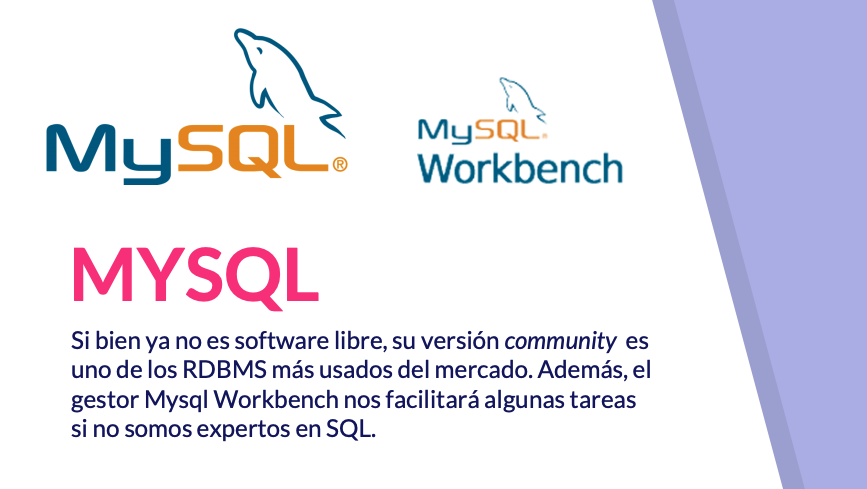 MySQL®
MySQL®
Workbench
MYSQL
Si bien ya no es software libre, su versión community es
uno de los RDBMS más usados del mercado. Además, el
gestor Mysql Workbench nos facilitará algunas tareas
si no somos expertos en SQL.